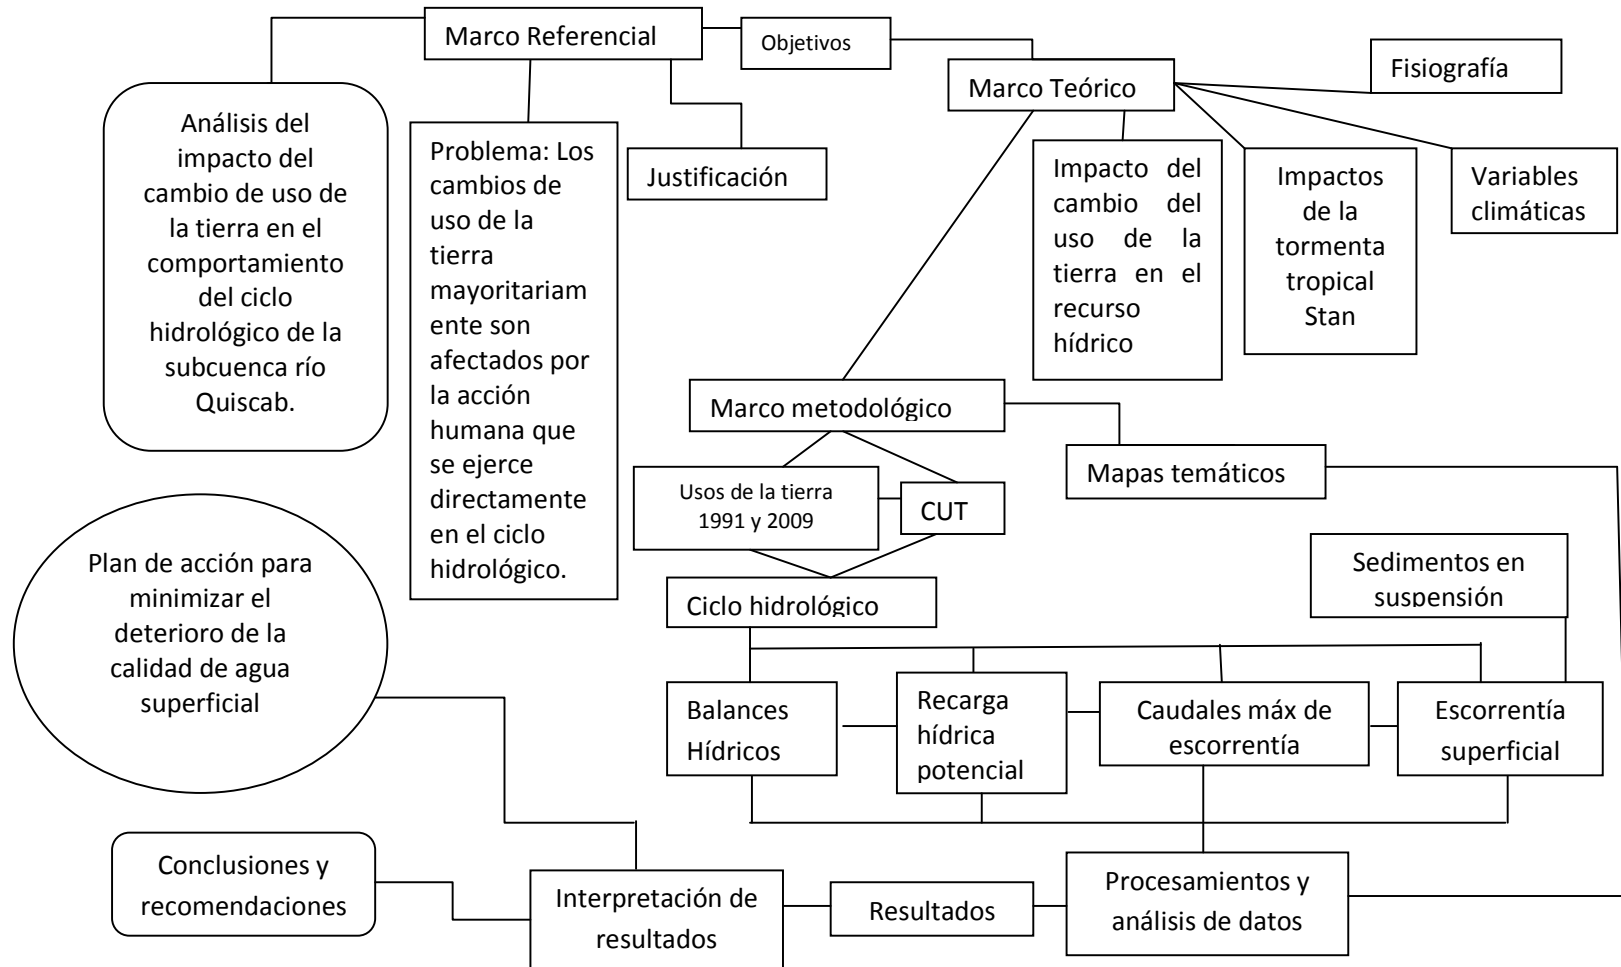 Marco Referencial
Objetivos
Marco Teórico
Fisiografía
Análisis del
impacto del
cambio de uso de
la tierra en el
comportamiento
del ciclo
hidrológico de la
subcuenca río
Quiscab.
Problema: Los
cambios de
uso de la
tierra
mayoritariam
ente son
afectados por
la acción
humana que
se ejerce
directamente
en el ciclo
hidrológico.
Justificación
Impacto del
cambio del
uso de la
tierra en el
recurso
hídrico
Impactos
de la
tormenta
tropical
Stan
Variables
climáticas
Marco metodológico
Mapas temáticos
Usos de la tierra
1991 y 2009
CUT
Ciclo hidrológico
Sedimentos en
suspensión
Plan de acción para
minimizar el
deterioro de la
calidad de agua
superficial
Balances
Hídricos
Recarga
hídrica
potencial
Caudales máx de
escorrentía
Escorrentía
superficial
Conclusiones y
recomendaciones
Interpretación de
resultados
Resultados
Procesamientos y
análisis de datos